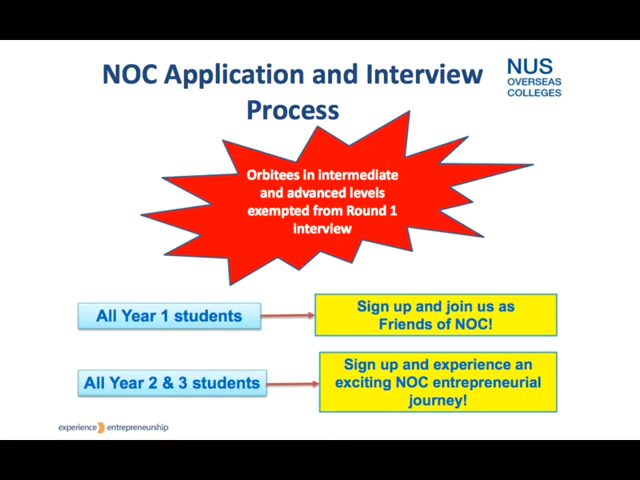 NOC Application and Interview
Process
NUS
OVERSEAS
COLLEGES
Orbitees in intermediate
and advanced levels
exempted from Round 1
interview
All Year 1 students
Sign up and join us as
Friends of NOC!
All Year 2 & 3 students
Sign up and experience an
exciting NOC entrepreneurial
journey!
experience entrepreneurship